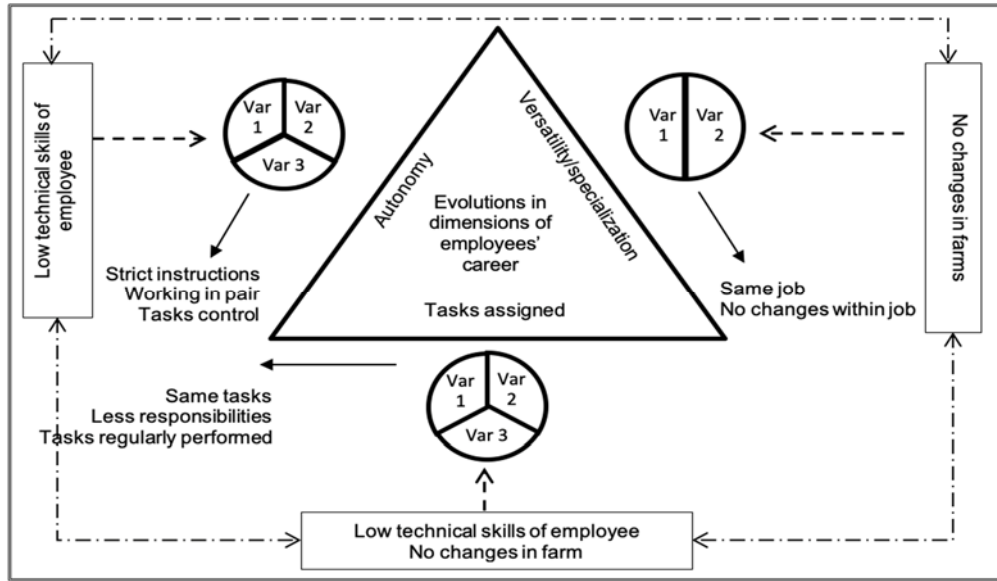 Low technical skills of
employee
Var
1
Var
2
Var 3
Strict instructions
Working in pair
Tasks control
Autonomy
Versatility/specialization
Evolutions in
dimensions of
employees'
career
Tasks assigned
Var
1
Var
2
Same job
No changes within job
No changes in farms
Same tasks
Less responsibilities
Tasks regularly performed
Var
1
Var
2
Var 3
Low technical skills of employee
No changes in farm